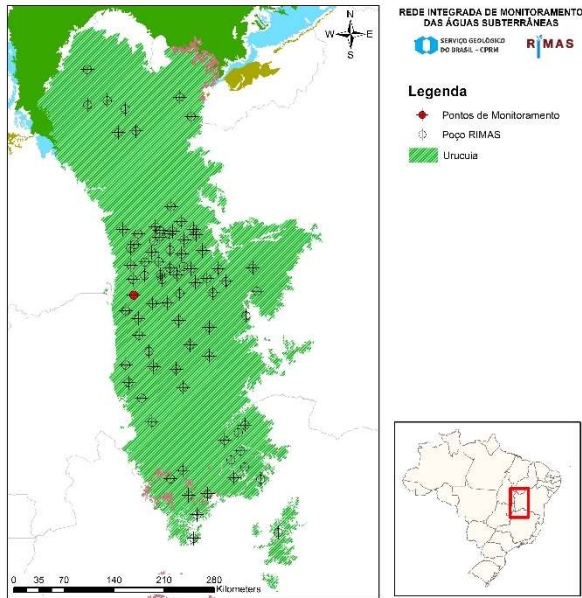 REDE INTEGRADA DE MONITORAMENTO
DAS ÁGUAS SUBTERRÂNEAS
SERVIÇO GEOLÓGICO
DO BRASIL - CPRM
RIMAS
N
W
E
S
Legenda
Pontos de Monitoramento
Poço RIMAS
Urucuia
0 35 70 140 210 280
Kilometers